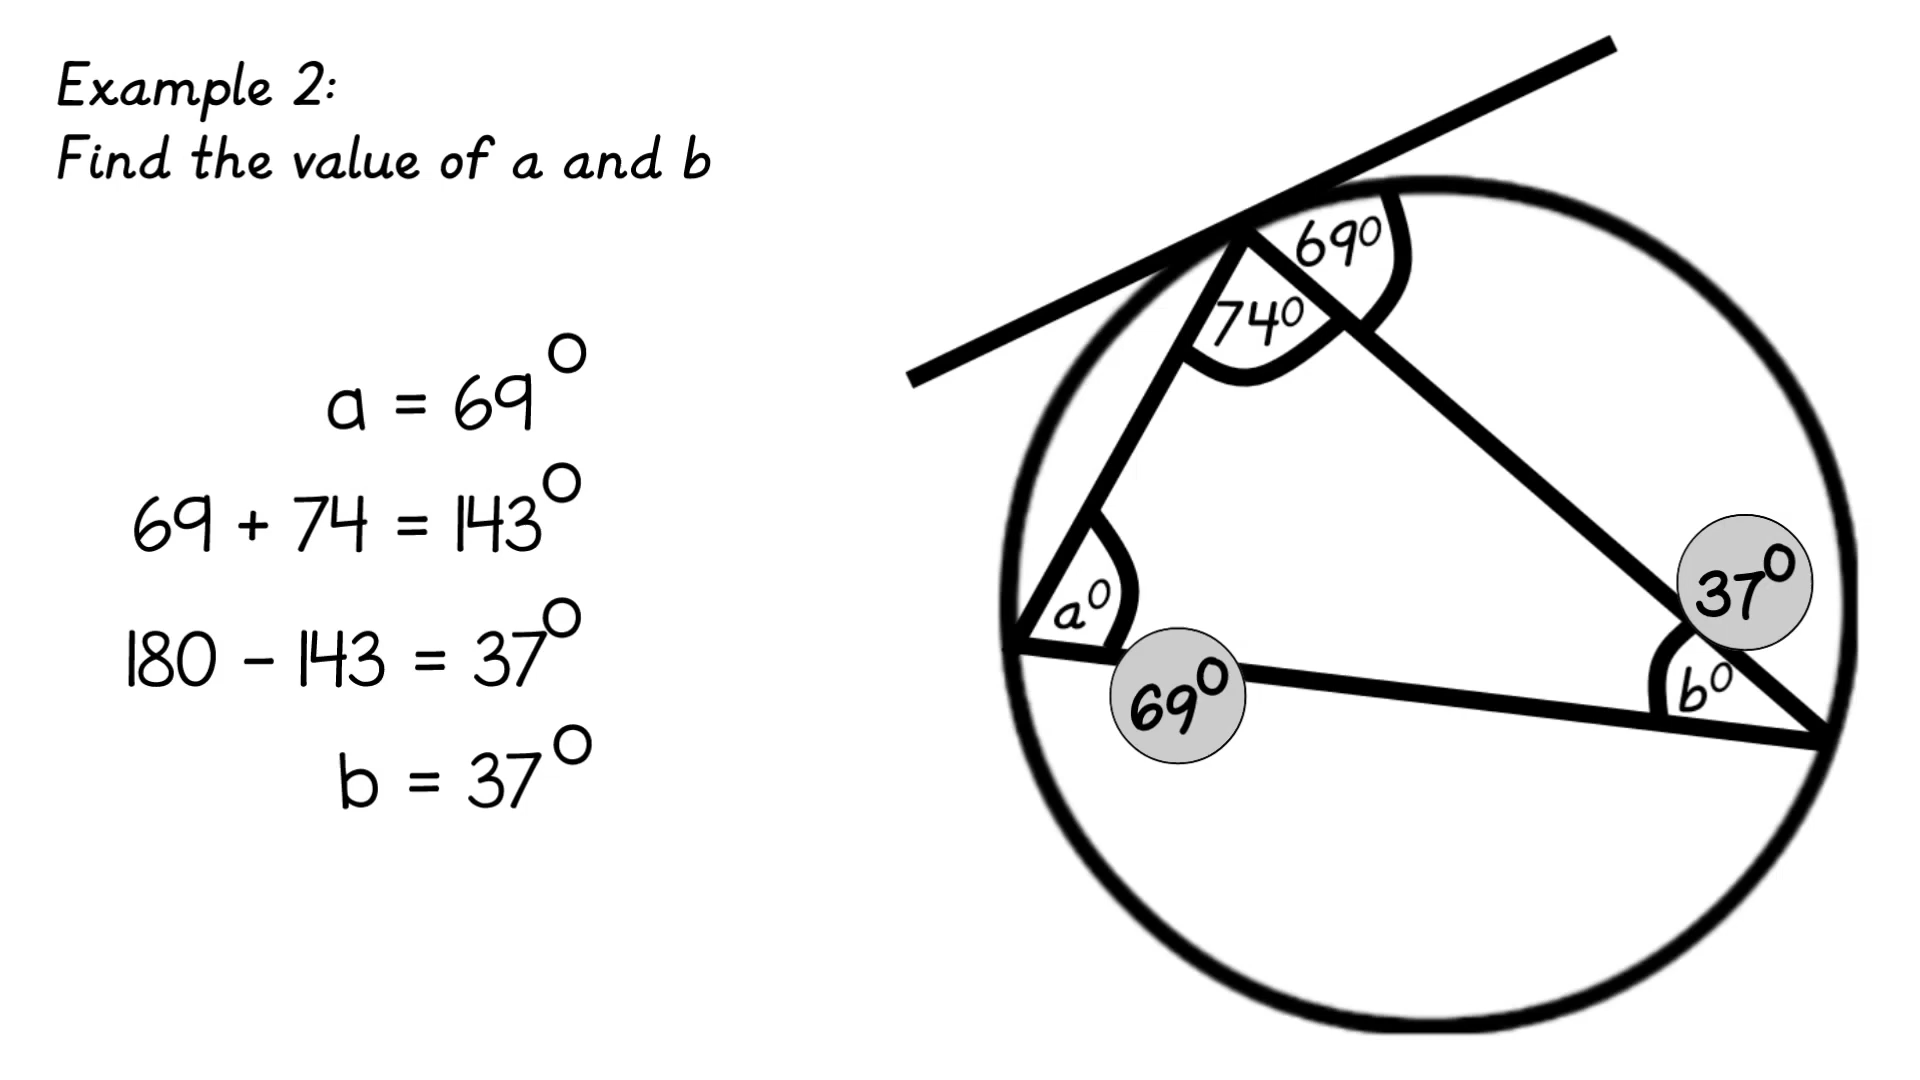 Example 2:
Find the value of a and b
a = 69°
69 + 74 = 143°
180 - 143 = 37°
b = 37°
69°
74°
37°
a°
69°
b°